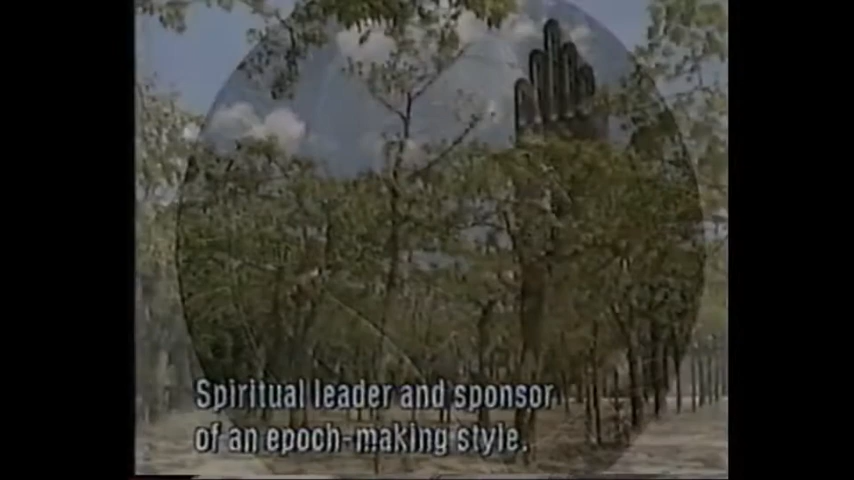 Spiritual leader and sponsor
of an epoch-making style.